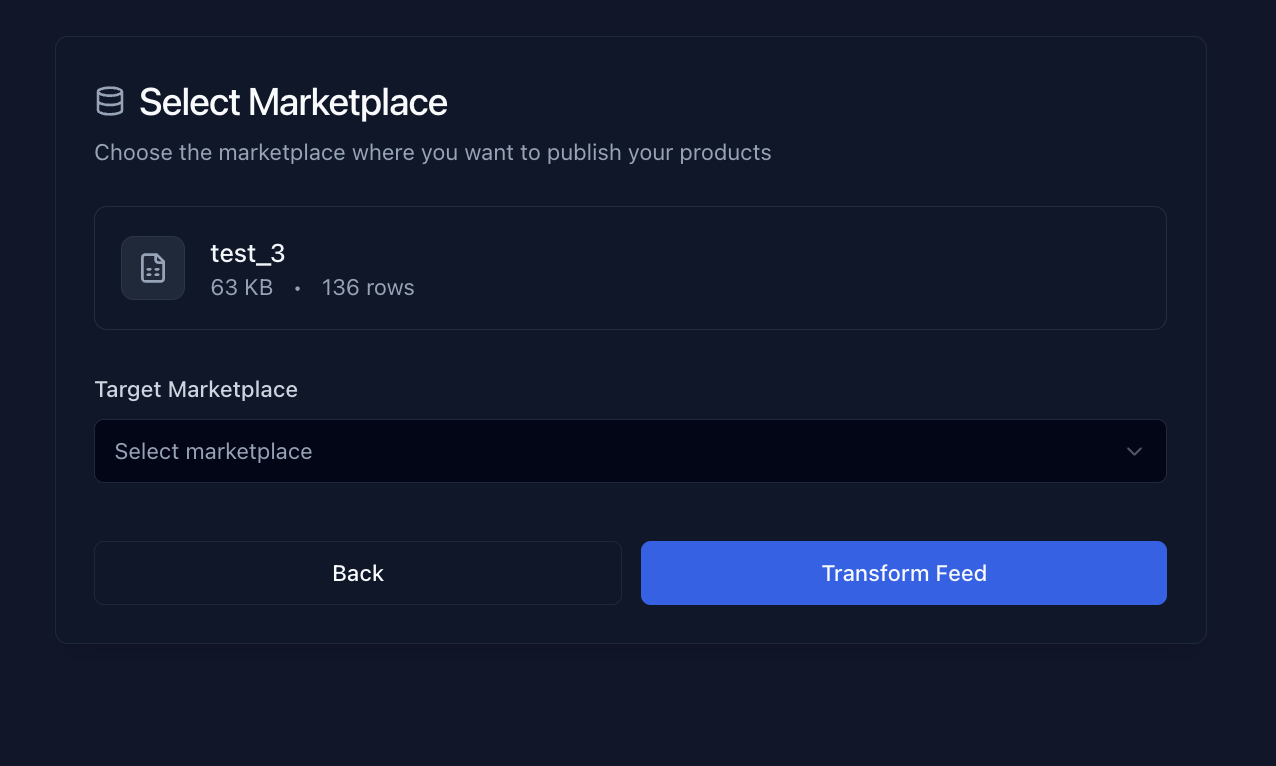 Select Marketplace
Choose the marketplace where you want to publish your products
test_3
63 KB • 136 rows
Target Marketplace
Select marketplace
Back
Transform Feed